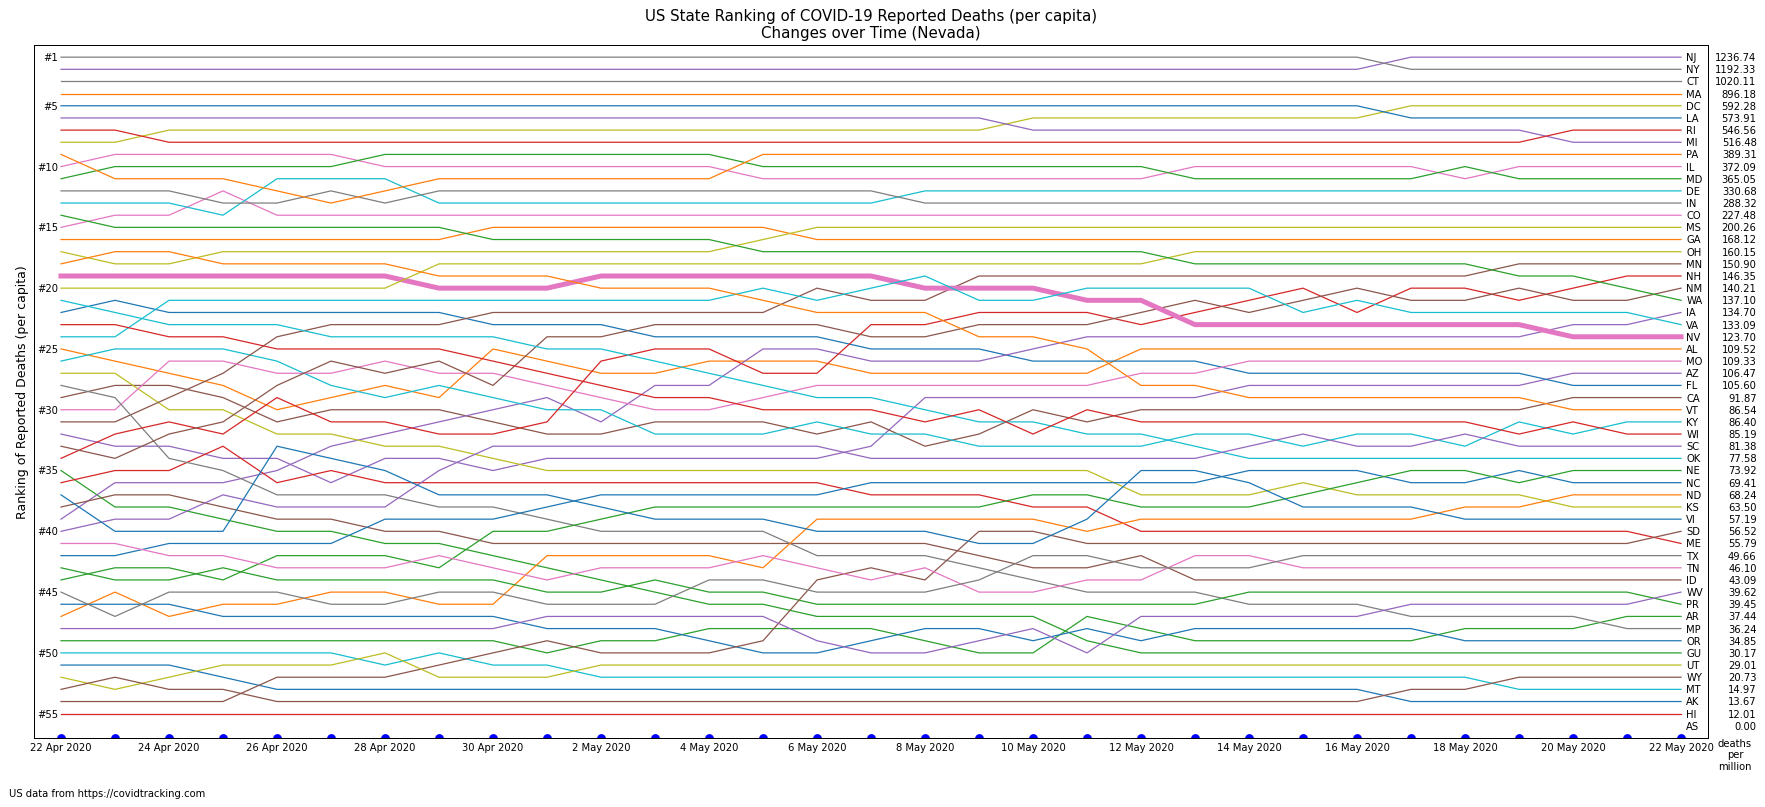 US State Ranking of COVID-19 Reported Deaths (per capita)
Changes over Time (Nevada)
Ranking of Reported Deaths (per capita)
#1
#5
#10
#15
#20
#25
#30
#35
#40
#45
#50
#55
NJ 1236.74
NY 1192.33
CT 1020.11
MA 896.18
DC 592.28
LA 573.91
RI 546.56
MI 516.48
PA 389.31
IL 372.09
MD 365.05
DE 330.68
IN 288.32
CO 227.48
MS 200.26
GA 168.12
OH 160.15
MN 150.90
NH 146.35
NM 140.21
WA 137.10
IA 134.70
VA 133.09
NV 123.70
AL 109.52
MO 109.33
AZ 106.47
FL 105.60
CA 91.87
VT 86.54
KY 86.40
WI 85.19
SC 81.38
OK 77.58
NE 73.92
NC 69.41
ND 68.24
KS 63.50
VI 57.19
SD 56.52
ME 55.79
TX 49.66
TN 46.10
ID 43.09
WV 39.62
PR 39.45
AR 37.44
MP 36.24
OR 34.85
GU 30.17
UT 29.01
WY 20.73
MT 14.97
AK 13.67
HI 12.01
AS 0.00
22 Apr 2020 24 Apr 2020 26 Apr 2020 28 Apr 2020 30 Apr 2020 2 May 2020 4 May 2020 6 May 2020 8 May 2020 10 May 2020 12 May 2020 14 May 2020 16 May 2020 18 May 2020 20 May 2020 22 May 2020
deaths
per
million
US data from https://covidtracking.com